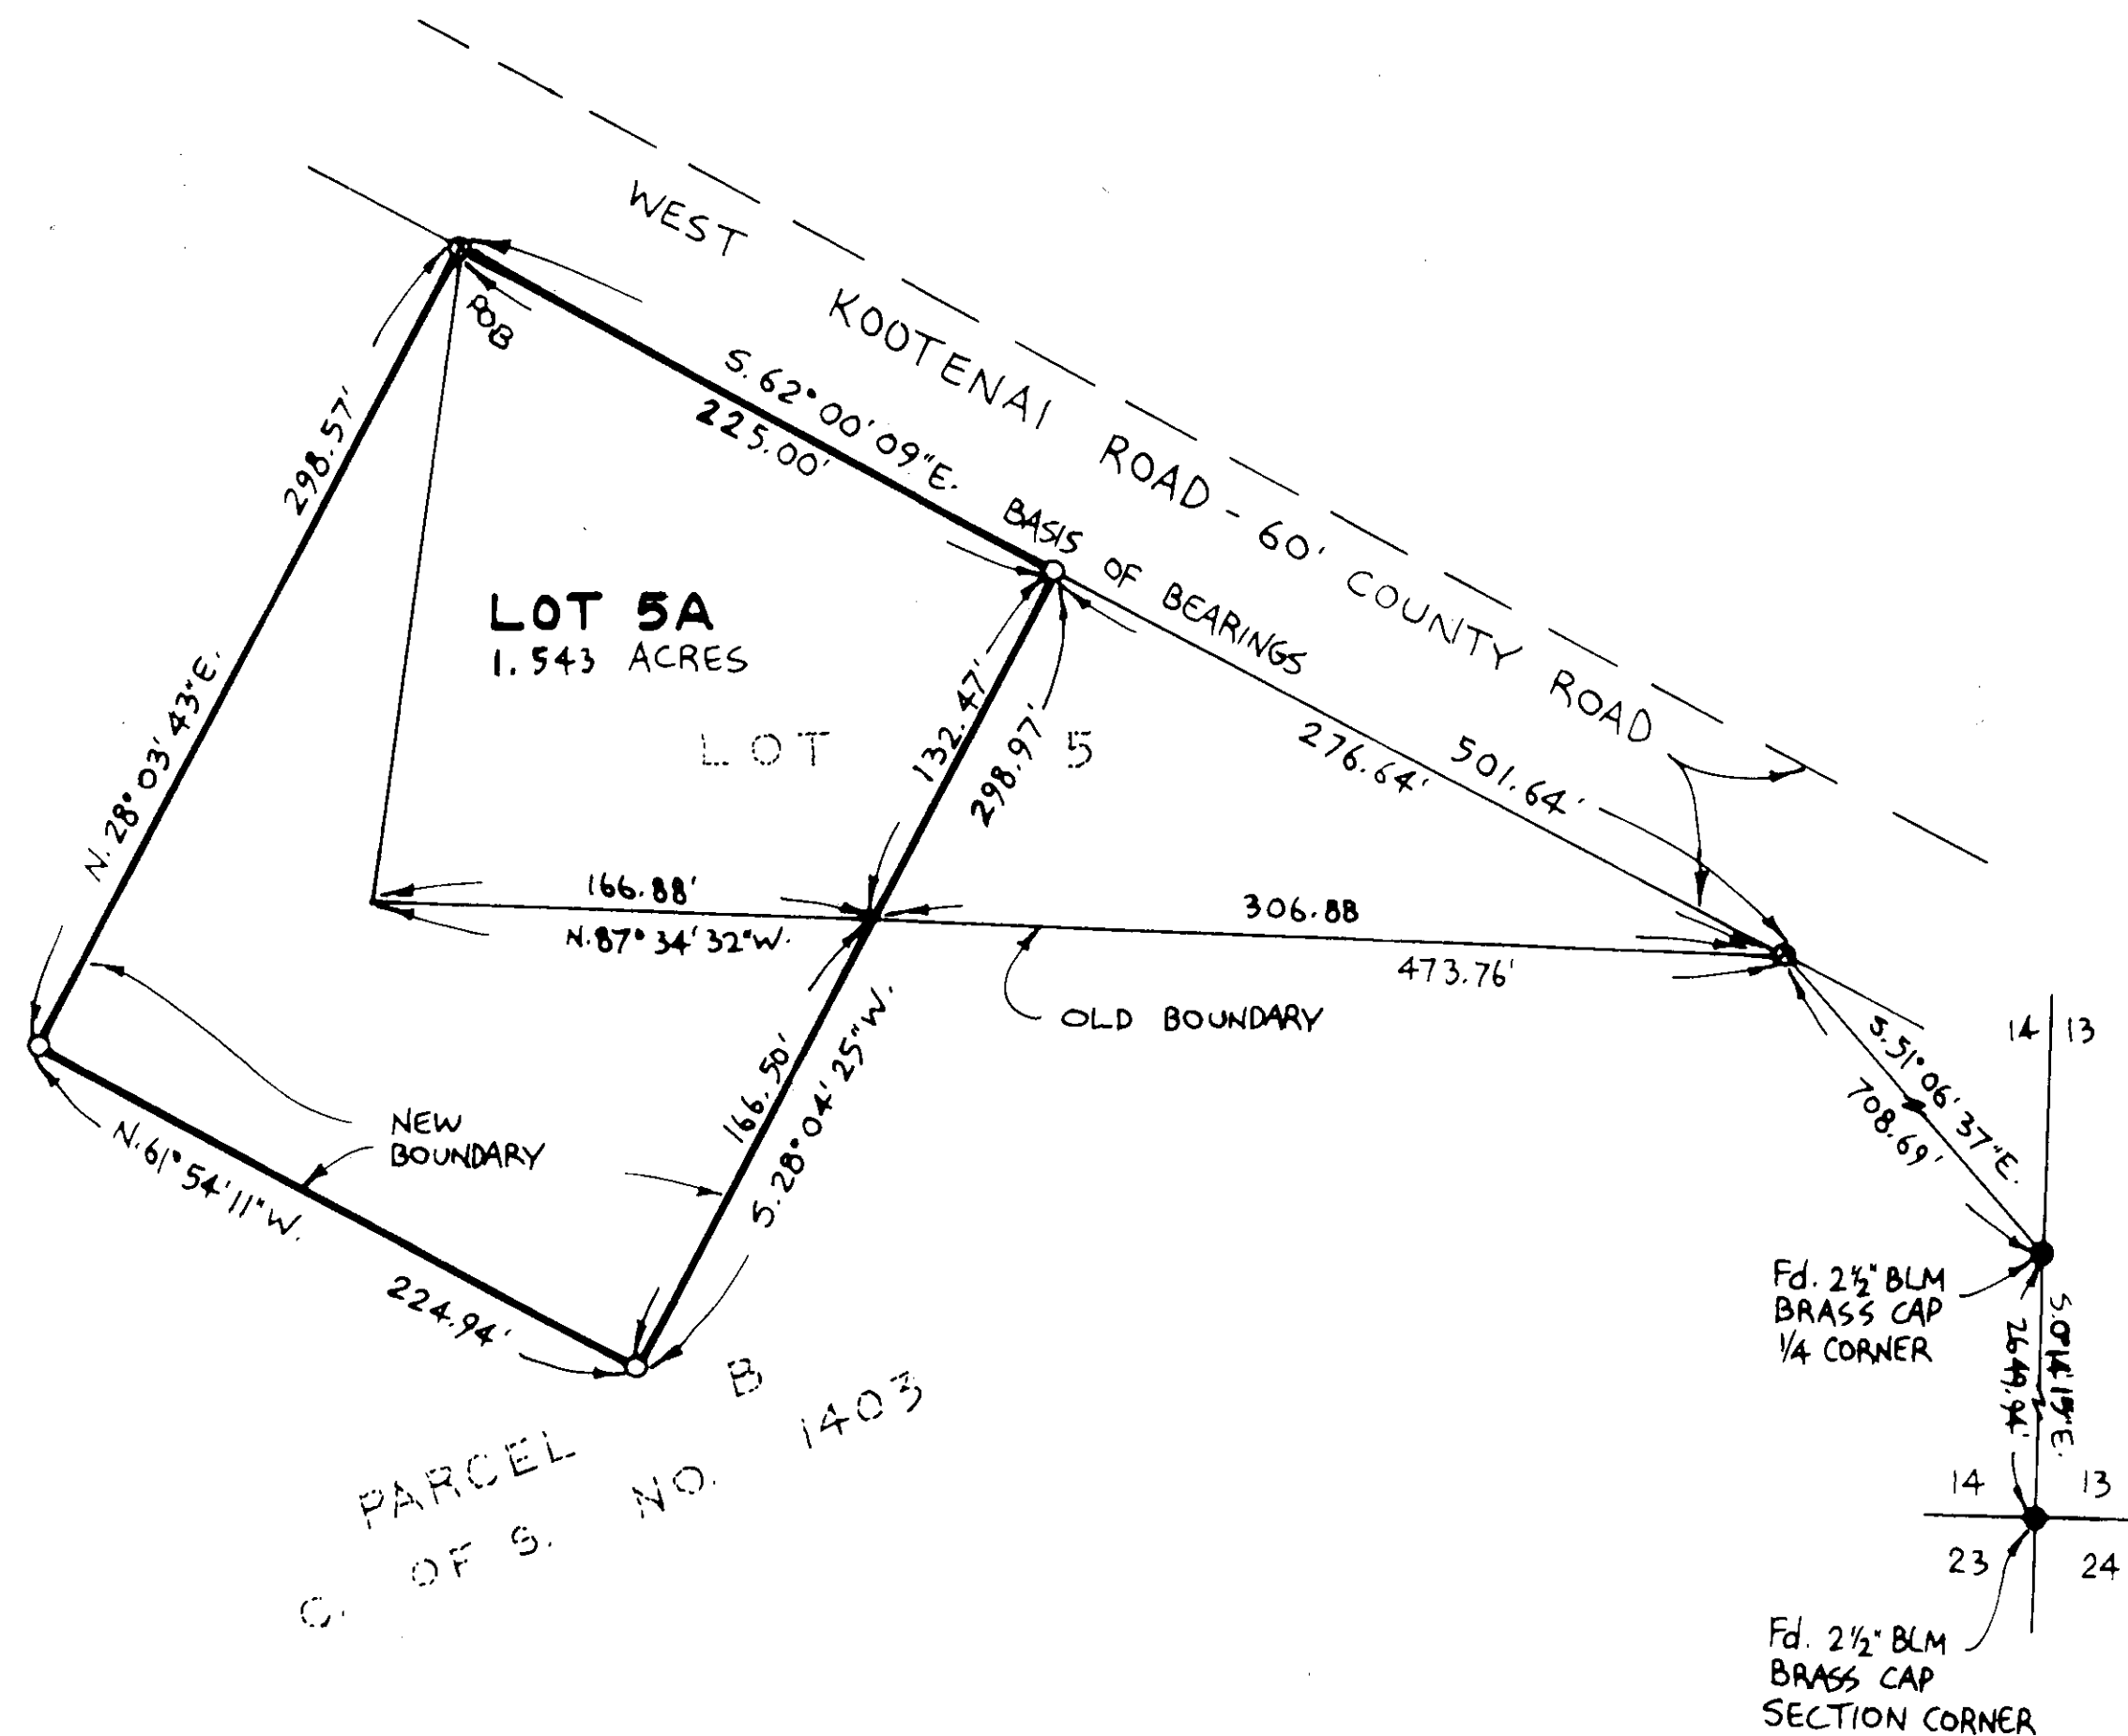 WEST KOOTENAI ROAD - 60' COUNTY ROAD
POB
S.62°00'09"E.
225.00'
BASIS OF BEARINGS
298.57'
N.28°03'43"E.
LOT 5A
1.543 ACRES
LOT 5
132.47'
298.97'
276.64'
501.64'
166.88'
N.87°34'32"W.
306.88
473.76'
OLD BOUNDARY
166.50'
S.28°04'25"W.
NEW
BOUNDARY
N.61°54'11"W.
224.94'
S.51°06'37"E.
708.69'
14 13
Fd. 2½" BLM
BRASS CAP
1/4 CORNER
2649.94'
14 13
23 24
Fd. 2½" BLM
BRASS CAP
SECTION CORNER
PARCEL B
C. OF S. NO. 1403